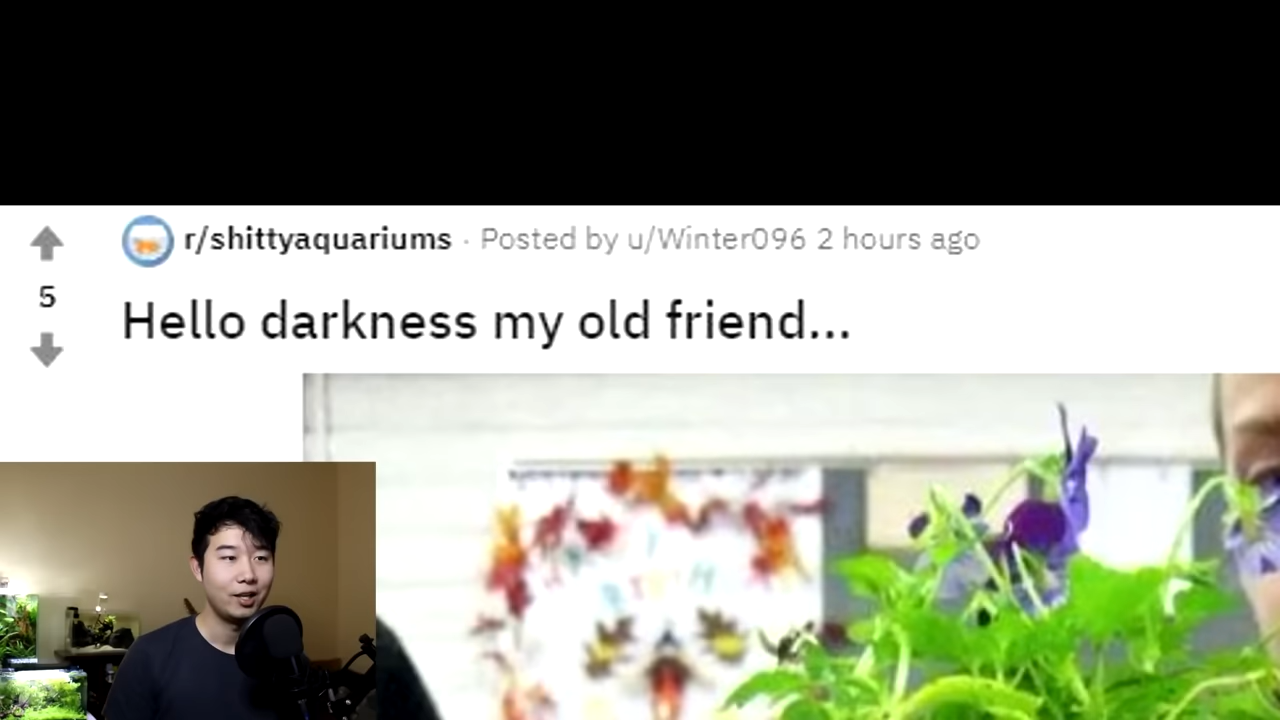 r/shittyaquariums · Posted by u/Winter096 2 hours ago
5
Hello darkness my old friend...